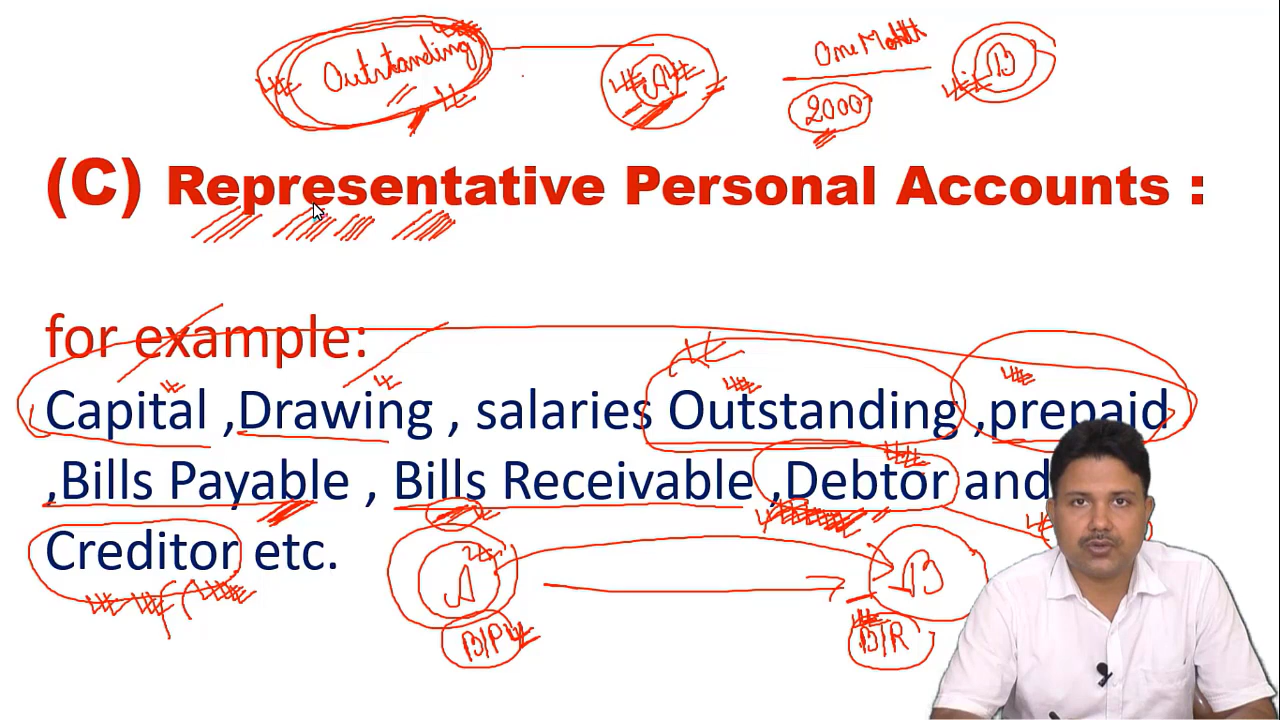 Outstanding A One Month B
2000
(C) Representative Personal Accounts :
for example:
Capital ,Drawing , salaries Outstanding ,prepaid
,Bills Payable , Bills Receivable ,Debtor and
Creditor etc.
A B
B/P B/R